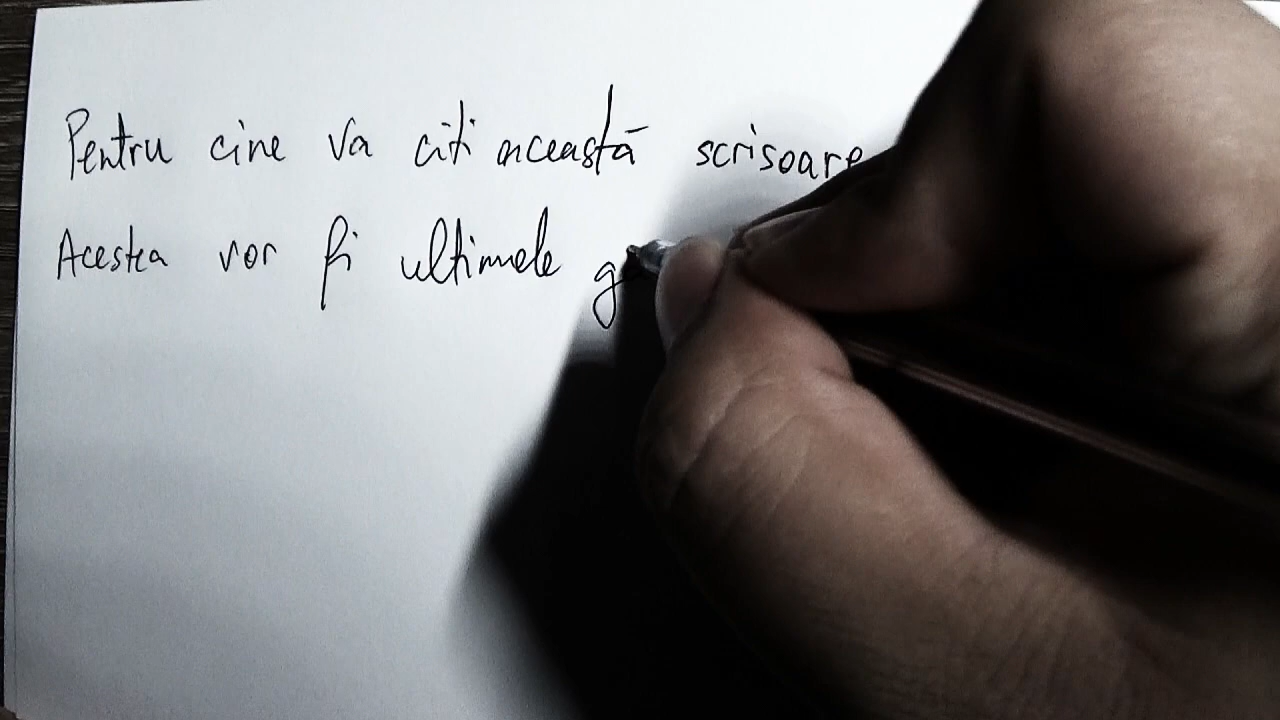 Pentru cine va citi această scrisoare
Acestea vor fi ultimele g